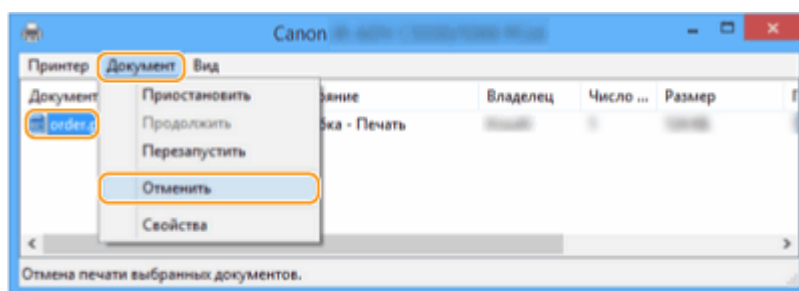 Canon
Принтер Документ Вид
Документ ояние Владелец Число ... Размер
Приостановить
order.p бка - Печать
Продолжить
Перезапустить
Отменить
Свойства
Отмена печати выбранных документов.